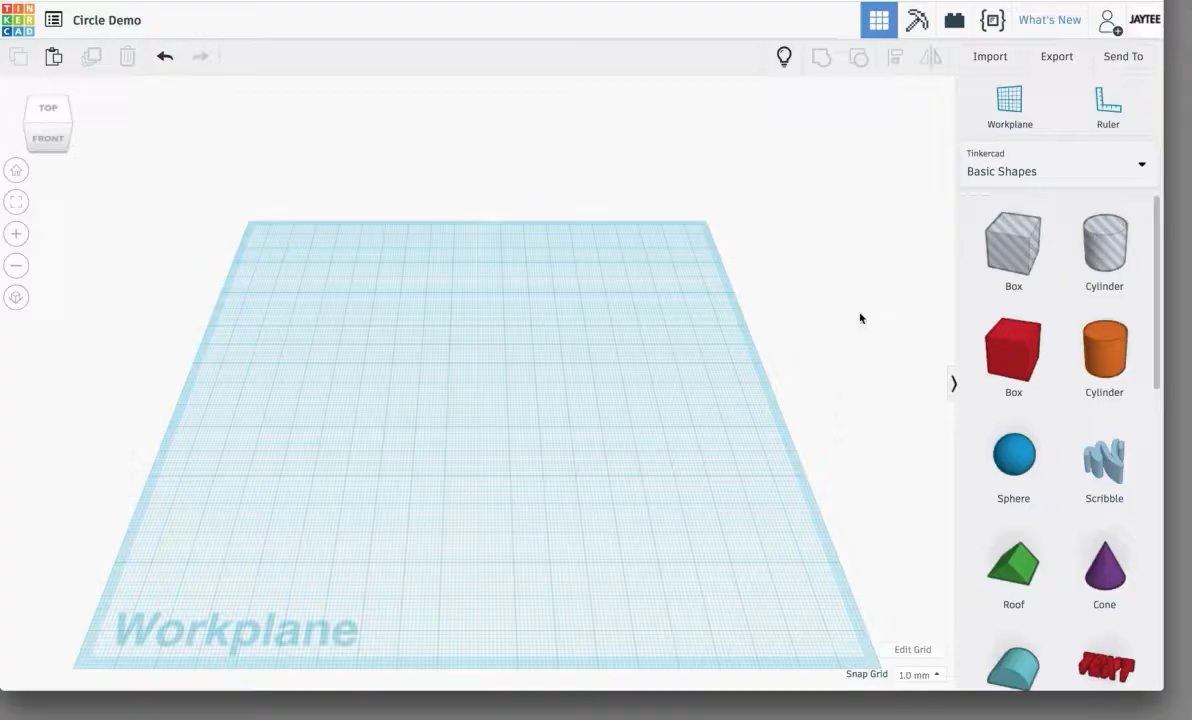 TIN
KER
CAD
Circle Demo
What's New
JAYTEE
Import
Export
Send To
TOP
FRONT
Workplane
Ruler
Tinkercad
Basic Shapes
Box
Cylinder
Box
Cylinder
Sphere
Scribble
Roof
Cone
TEXT
Workplane
Edit Grid
Snap Grid
1.0 mm